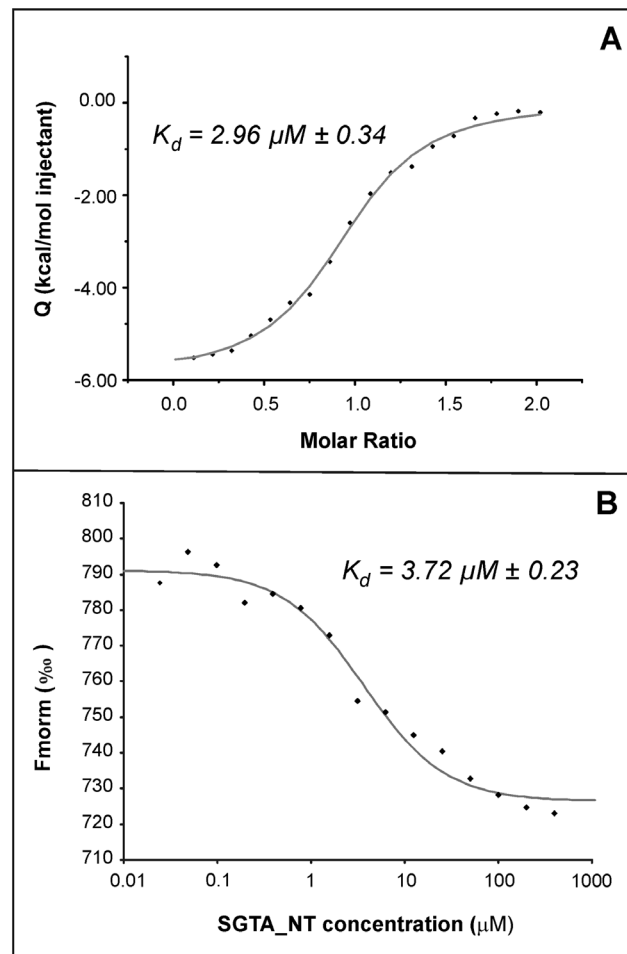 A
0.00
-2.00
-4.00
-6.00
Q (kcal/mol injectant)
Kd = 2.96 µM ± 0.34
0.0 0.5 1.0 1.5 2.0
Molar Ratio
B
810
800
790
780
770
760
750
740
730
720
710
Fmorm (‰)
Kd = 3.72 µM ± 0.23
0.01 0.1 1 10 100 1000
SGTA_NT concentration (µM)